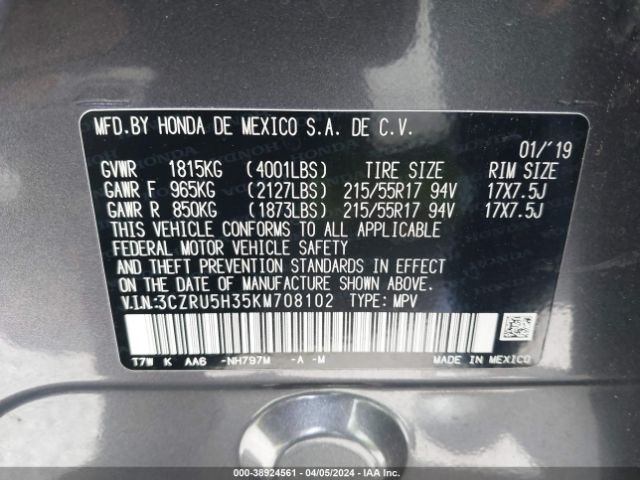 MFD.BY HONDA DE MEXICO S.A. DE C.V.
01/'19
GVWR 1815KG (4001LBS) TIRE SIZE RIM SIZE
GAWR F 965KG (2127LBS) 215/55R17 94V 17X7.5J
GAWR R 850KG (1873LBS) 215/55R17 94V 17X7.5J
THIS VEHICLE CONFORMS TO ALL APPLICABLE
FEDERAL MOTOR VEHICLE SAFETY
AND THEFT PREVENTION STANDARDS IN EFFECT
ON THE DATE OF MANUFACTURE SHOWN ABOVE.
V.I.N.:3CZRU5H35KM708102 TYPE: MPV
T7W K AA6 -NH797M -A -M
MADE IN MEXICO
000-38924561 - 04/05/2024 - IAA Inc.